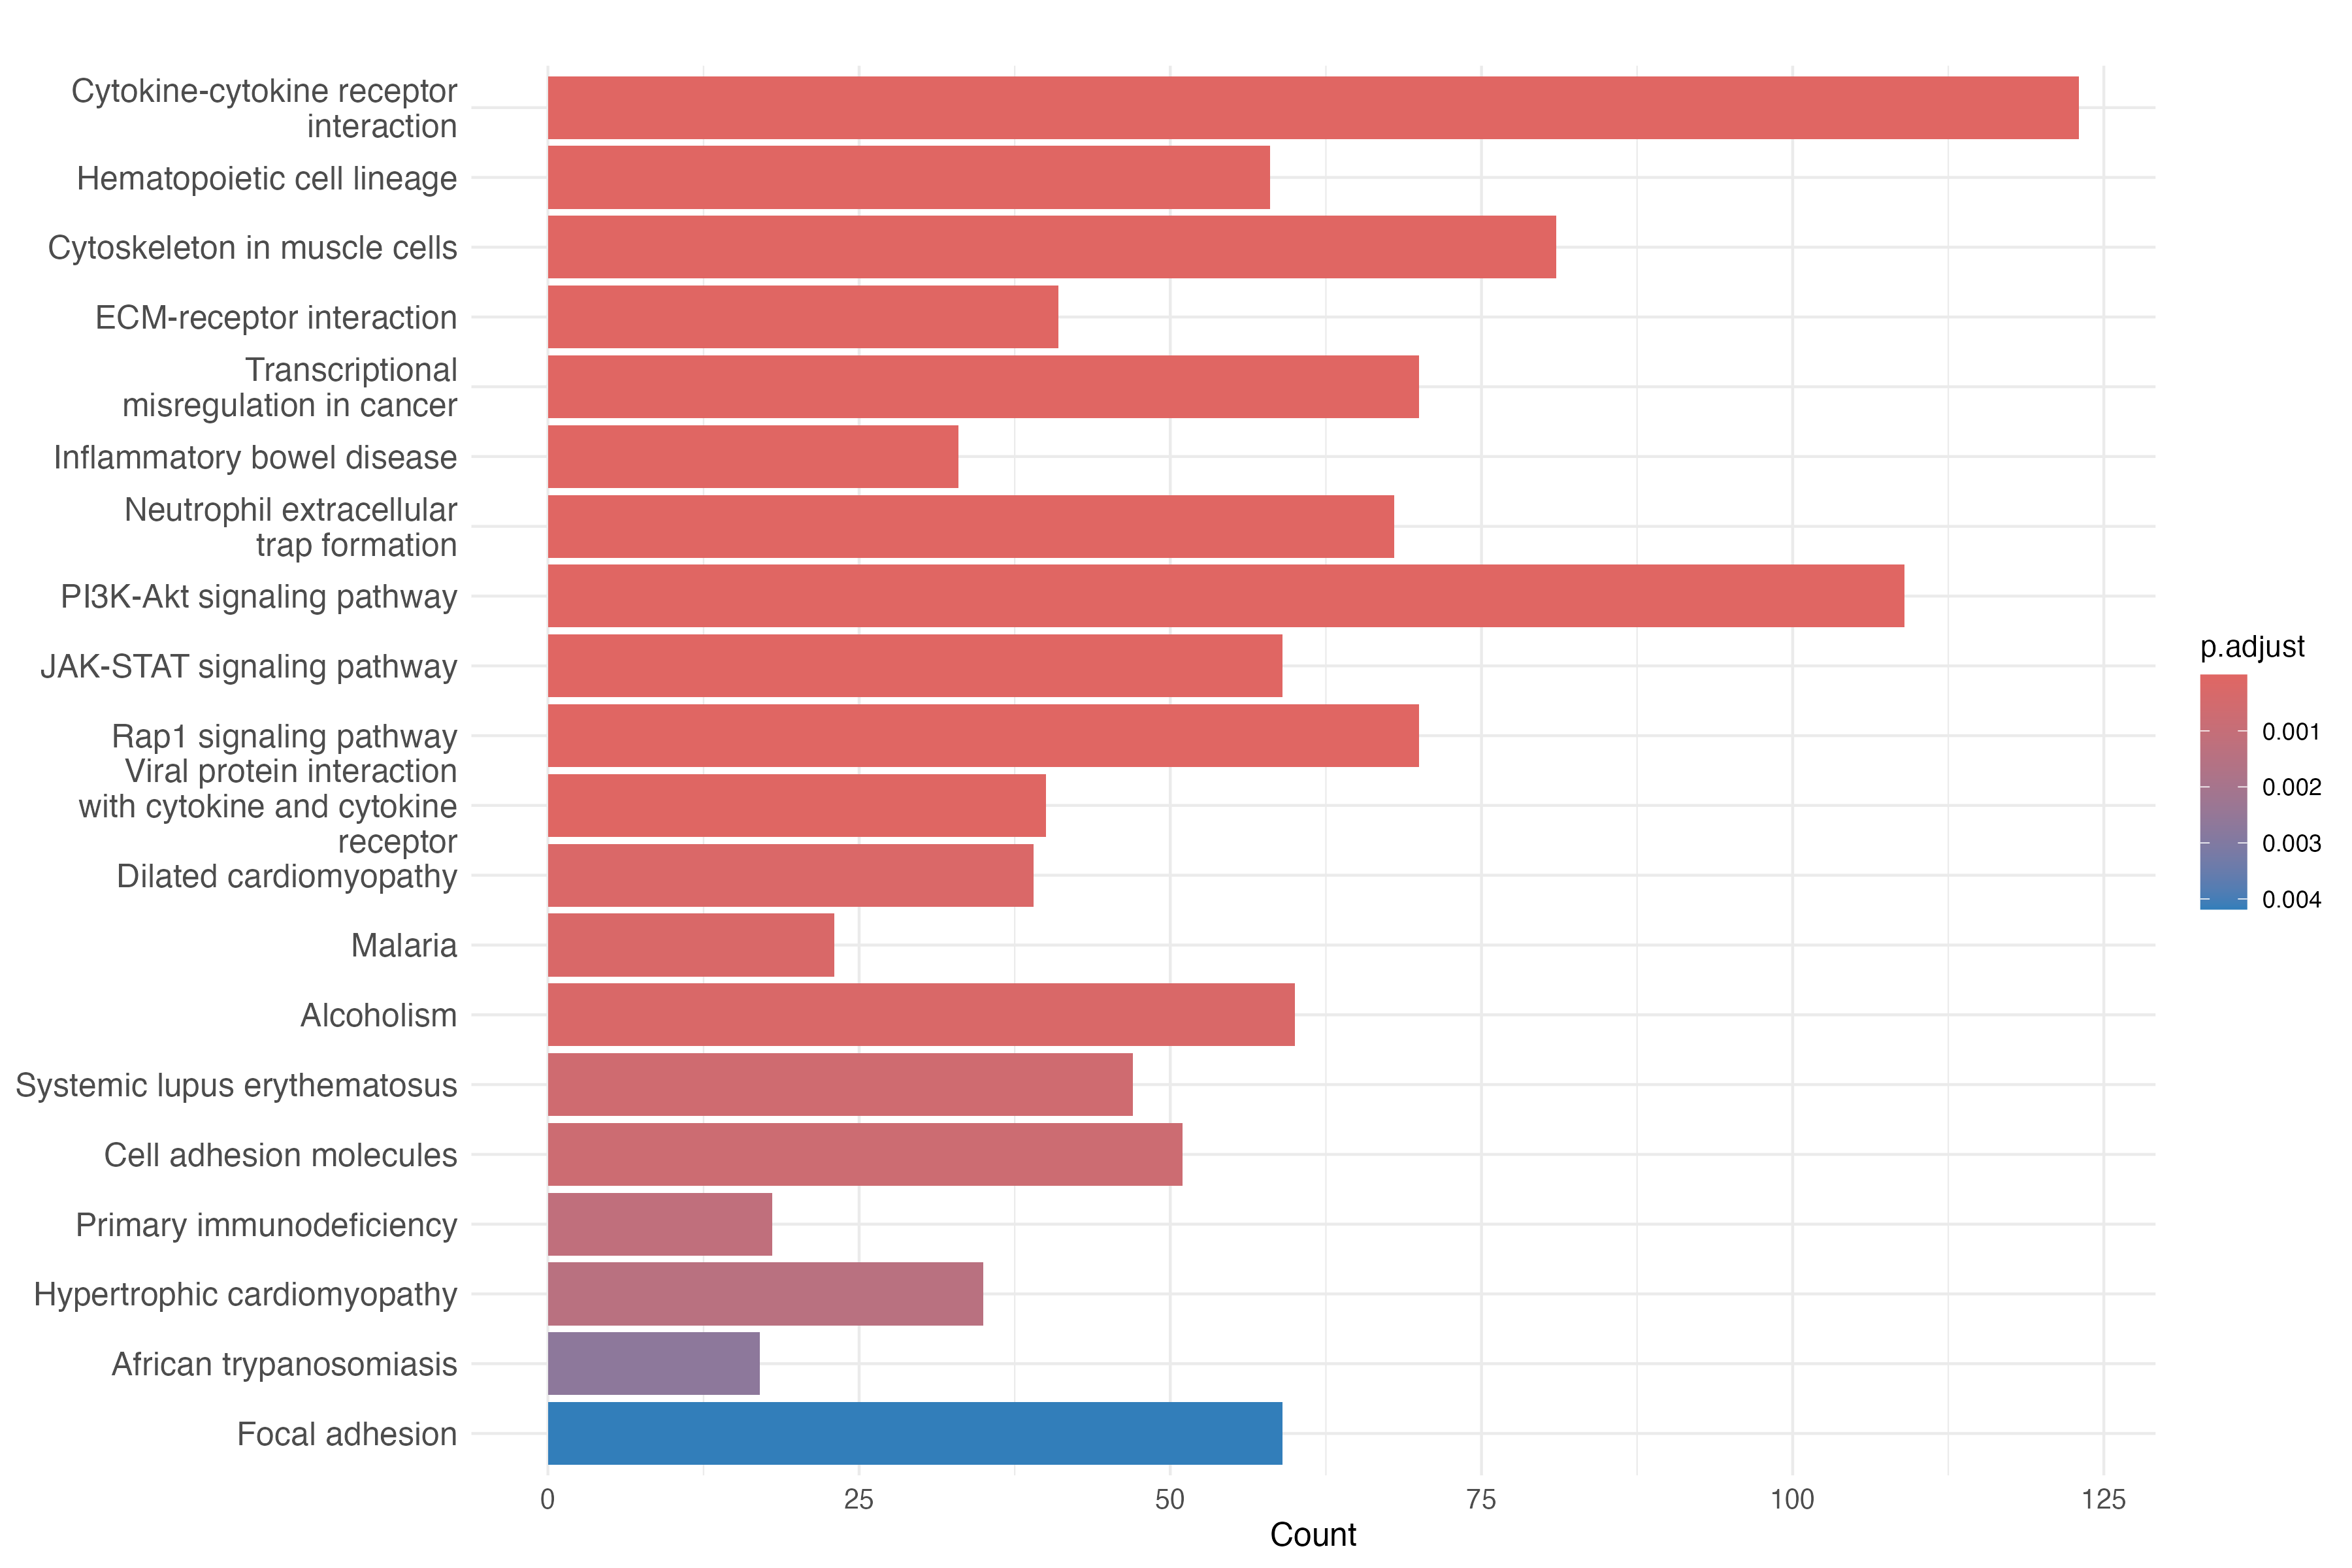 Cytokine-cytokine receptor
interaction
Hematopoietic cell lineage
Cytoskeleton in muscle cells
ECM-receptor interaction
Transcriptional
misregulation in cancer
Inflammatory bowel disease
Neutrophil extracellular
trap formation
PI3K-Akt signaling pathway
JAK-STAT signaling pathway
Rap1 signaling pathway
Viral protein interaction
with cytokine and cytokine
receptor
Dilated cardiomyopathy
Malaria
Alcoholism
Systemic lupus erythematosus
Cell adhesion molecules
Primary immunodeficiency
Hypertrophic cardiomyopathy
African trypanosomiasis
Focal adhesion
0 25 50 75 100 125
Count
p.adjust
0.001
0.002
0.003
0.004